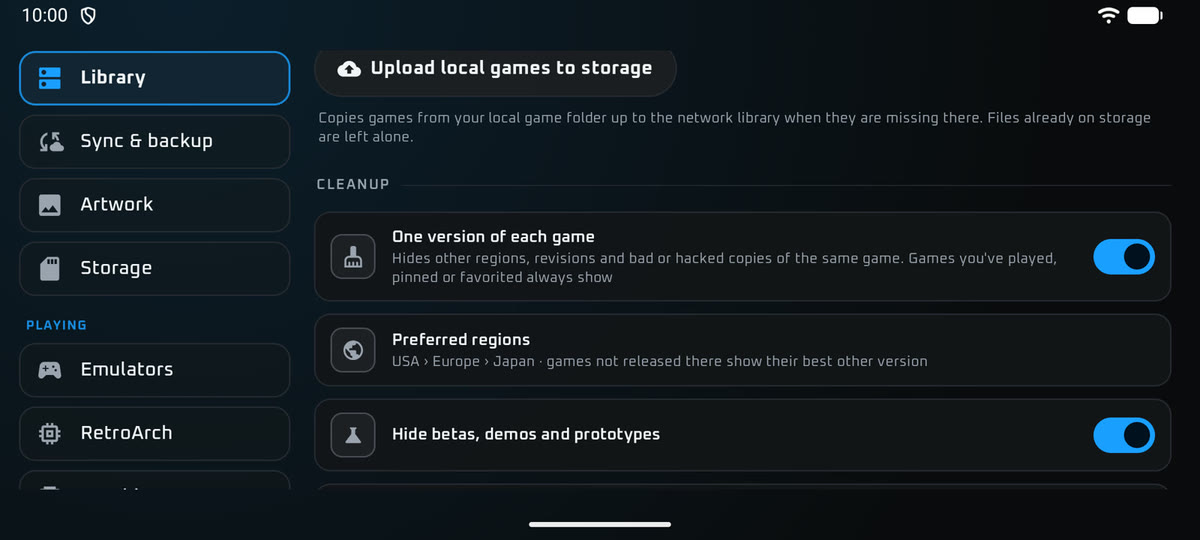 10:00
Library
Sync & backup
Artwork
Storage
PLAYING
Emulators
RetroArch
Upload local games to storage
Copies games from your local game folder up to the network library when they are missing there. Files already on storage
are left alone.
CLEANUP
One version of each game
Hides other regions, revisions and bad or hacked copies of the same game. Games you've played,
pinned or favorited always show
Preferred regions
USA › Europe › Japan · games not released there show their best other version
Hide betas, demos and prototypes